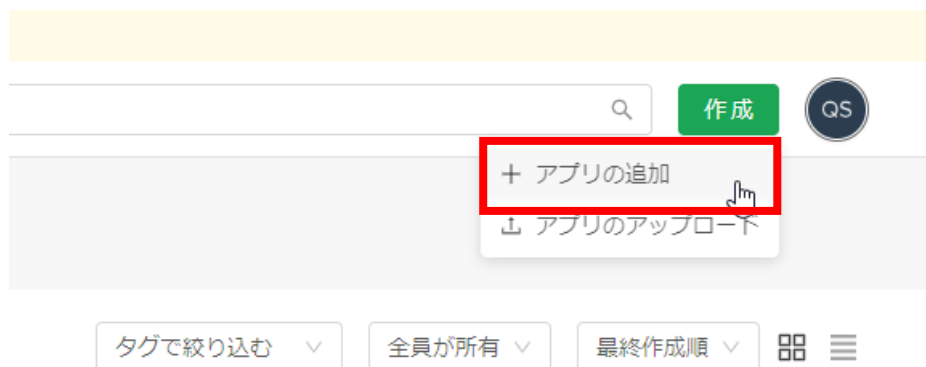 作成
QS
+ アプリの追加
アプリのアップロード
タグで絞り込む
全員が所有
最終作成順